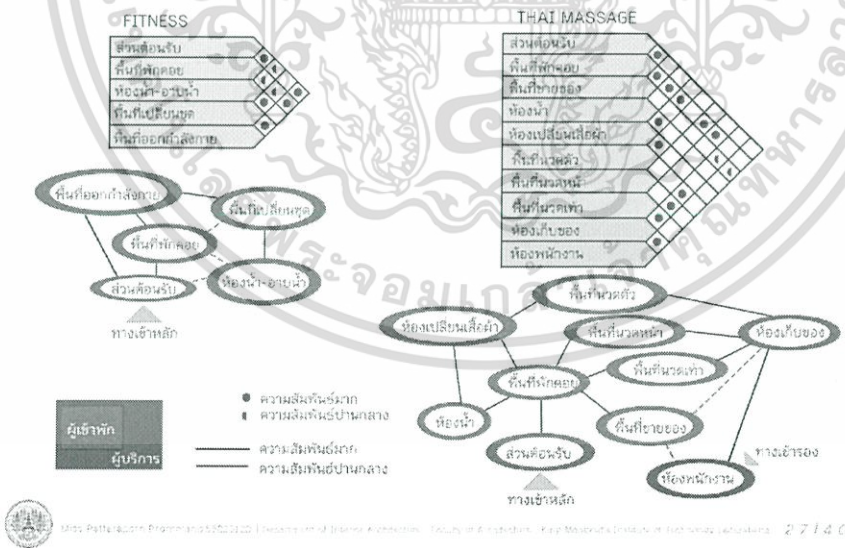 FITNESS
ส่วนต้อนรับ
พื้นที่พักคอย
ห้องน้ำ-อาบน้ำ
พื้นที่เปลี่ยนชุด
พื้นที่ออกกำลังกาย
THAI MASSAGE
ส่วนต้อนรับ
พื้นที่พักคอย
พื้นที่ขายของ
ห้องน้ำ
ห้องเปลี่ยนเสื้อผ้า
พื้นที่นวดตัว
พื้นที่นวดหน้า
พื้นที่นวดเท้า
ห้องเก็บของ
ห้องพนักงาน
พื้นที่ออกกำลังกาย
พื้นที่เปลี่ยนชุด
พื้นที่พักคอย
ส่วนต้อนรับ
ห้องน้ำ-อาบน้ำ
ทางเข้าหลัก
พื้นที่นวดตัว
ห้องเปลี่ยนเสื้อผ้า
พื้นที่นวดหน้า
ห้องเก็บของ
พื้นที่นวดเท้า
พื้นที่พักคอย
ห้องน้ำ
พื้นที่ขายของ
ส่วนต้อนรับ
ห้องพนักงาน
ทางเข้ารอง
ทางเข้าหลัก
ผู้เข้าพัก
ผู้บริการ
ความสัมพันธ์มาก
ความสัมพันธ์ปานกลาง
ความสัมพันธ์มาก
ความสัมพันธ์ปานกลาง
พระจอมเกล้า